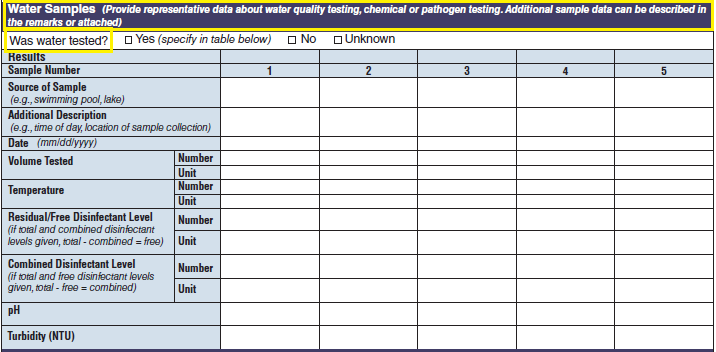 Water Samples (Provide representative data about water quality testing, chemical or pathogen testing. Additional sample data can be described in
the remarks or attached)
Was water tested? □ Yes (specify in table below) □ No □ Unknown
Results
Sample Number 1 2 3 4 5
Source of Sample
(e.g., swimming pool, lake)
Additional Description
(e.g., time of day, location of sample collection)
Date (mm/dd/yyyy)
Volume Tested Number
Unit
Temperature Number
Unit
Residual/Free Disinfectant Level
(if total and combined disinfectant Number
levels given, total - combined = free) Unit
Combined Disinfectant Level
(if total and free disinfectant levels Number
given, total - free = combined) Unit
pH
Turbidity (NTU)